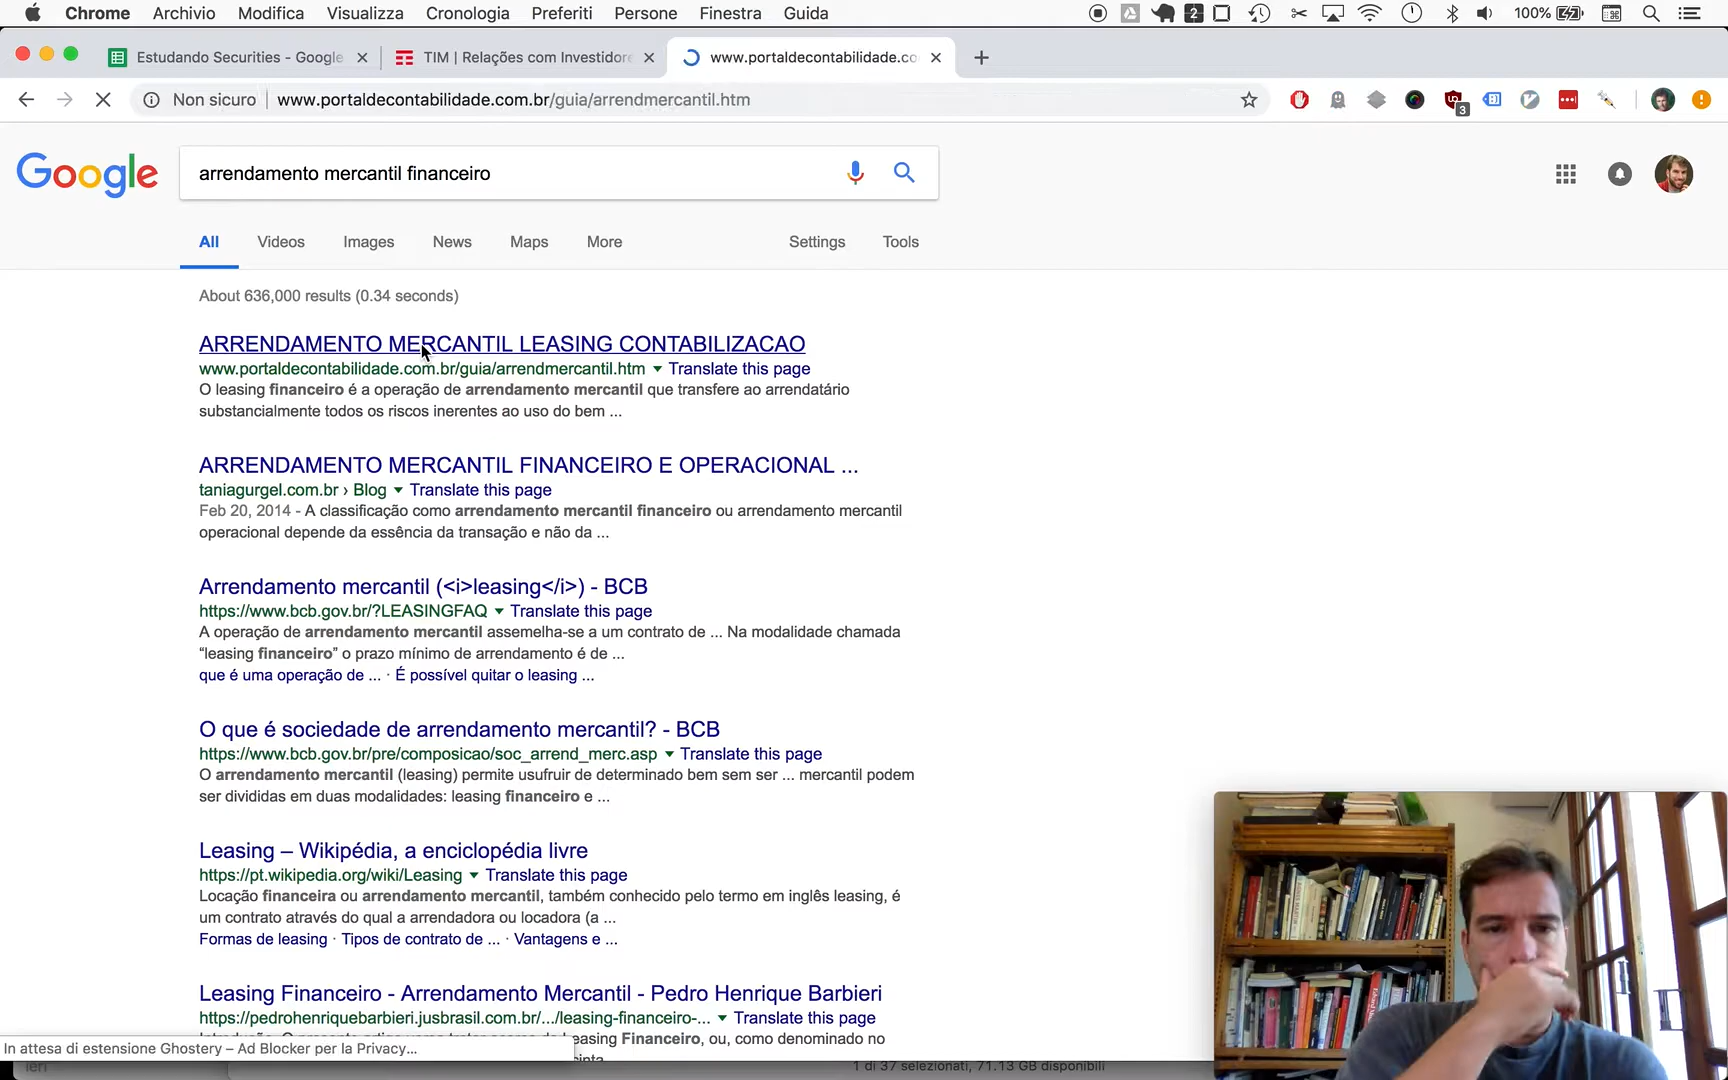 Chrome Archivio Modifica Visualizza Cronologia Preferiti Persone Finestra Guida 2 100%
Estudando Securities - Google TIM | Relações com Investidore www.portaldecontabilidade.co
Non sicuro www.portaldecontabilidade.com.br/guia/arrendmercantil.htm 3
Google arrendamento mercantil financeiro
All Videos Images News Maps More Settings Tools
About 636,000 results (0.34 seconds)
ARRENDAMENTO MERCANTIL LEASING CONTABILIZACAO
www.portaldecontabilidade.com.br/guia/arrendmercantil.htm Translate this page
O leasing financeiro é a operação de arrendamento mercantil que transfere ao arrendatário
substancialmente todos os riscos inerentes ao uso do bem ...
ARRENDAMENTO MERCANTIL FINANCEIRO E OPERACIONAL ...
taniagurgel.com.br › Blog Translate this page
Feb 20, 2014 - A classificação como arrendamento mercantil financeiro ou arrendamento mercantil
operacional depende da essência da transação e não da ...
Arrendamento mercantil (<i>leasing</i>) - BCB
https://www.bcb.gov.br/?LEASINGFAQ Translate this page
A operação de arrendamento mercantil assemelha-se a um contrato de ... Na modalidade chamada
“leasing financeiro” o prazo mínimo de arrendamento é de ...
que é uma operação de ... · É possível quitar o leasing ...
O que é sociedade de arrendamento mercantil? - BCB
https://www.bcb.gov.br/pre/composicao/soc_arrend_merc.asp Translate this page
O arrendamento mercantil (leasing) permite usufruir de determinado bem sem ser ... mercantil podem
ser divididas em duas modalidades: leasing financeiro e ...
Leasing – Wikipédia, a enciclopédia livre
https://pt.wikipedia.org/wiki/Leasing Translate this page
Locação financeira ou arrendamento mercantil, também conhecido pelo termo em inglês leasing, é
um contrato através do qual a arrendadora ou locadora (a ...
Formas de leasing · Tipos de contrato de ... · Vantagens e ...
Leasing Financeiro - Arrendamento Mercantil - Pedro Henrique Barbieri
https://pedrohenriquebarbieri.jusbrasil.com.br/.../leasing-financeiro-... Translate this page
Financeiro, ou, como denominado no
In attesa di estensione Ghostery – Ad Blocker per la Privacy...
ieri 1 di 37 selezionati, 71.13 GB disponibili